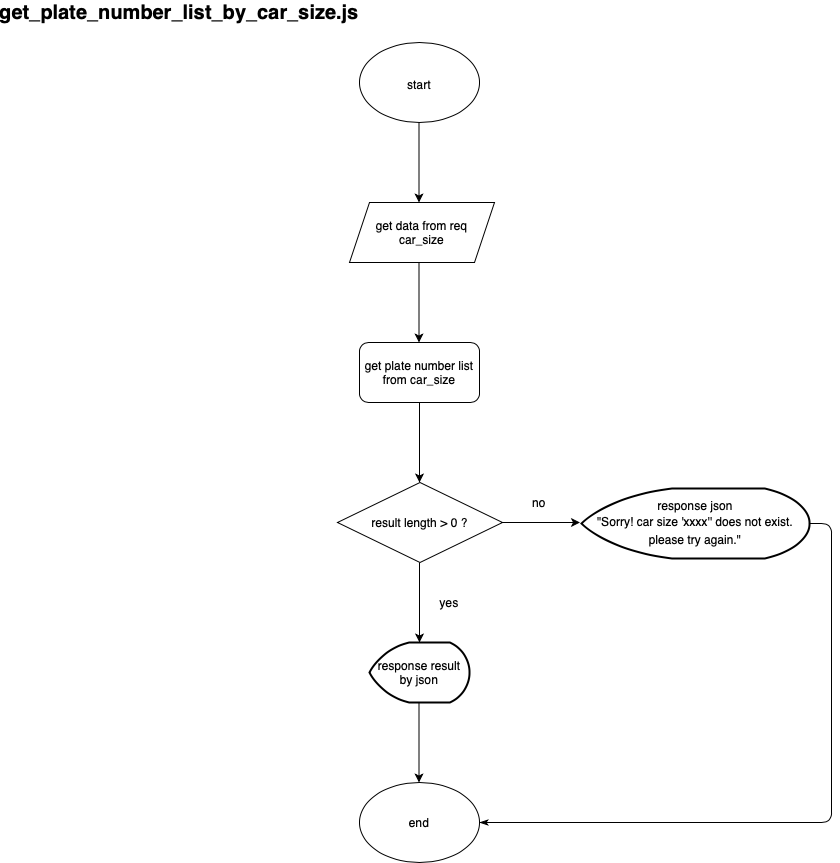 get_plate_number_list_by_car_size.js
start
get data from req
car_size
get plate number list
from car_size
result length > 0 ?
no
response json
"Sorry! car size 'xxxx" does not exist.
please try again."
yes
response result
by json
end